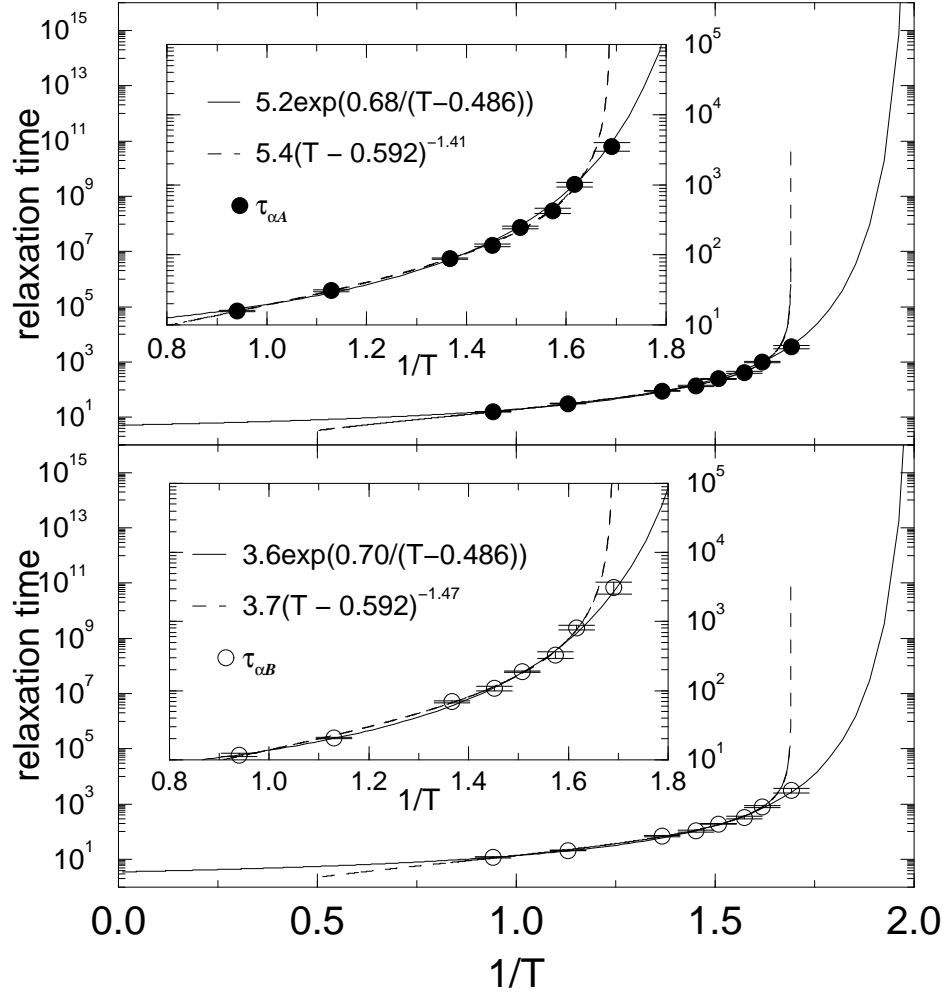 relaxation time
10^15
10^13
10^11
10^9
10^7
10^5
10^3
10^1
5.2exp(0.68/(T−0.486))
5.4(T − 0.592)^−1.41
τ_αA
10^5
10^4
10^3
10^2
10^1
0.8 1.0 1.2 1.4 1.6 1.8
1/T
relaxation time
10^15
10^13
10^11
10^9
10^7
10^5
10^3
10^1
3.6exp(0.70/(T−0.486))
3.7(T − 0.592)^−1.47
τ_αB
10^5
10^4
10^3
10^2
10^1
0.8 1.0 1.2 1.4 1.6 1.8
1/T
0.0 0.5 1.0 1.5 2.0
1/T